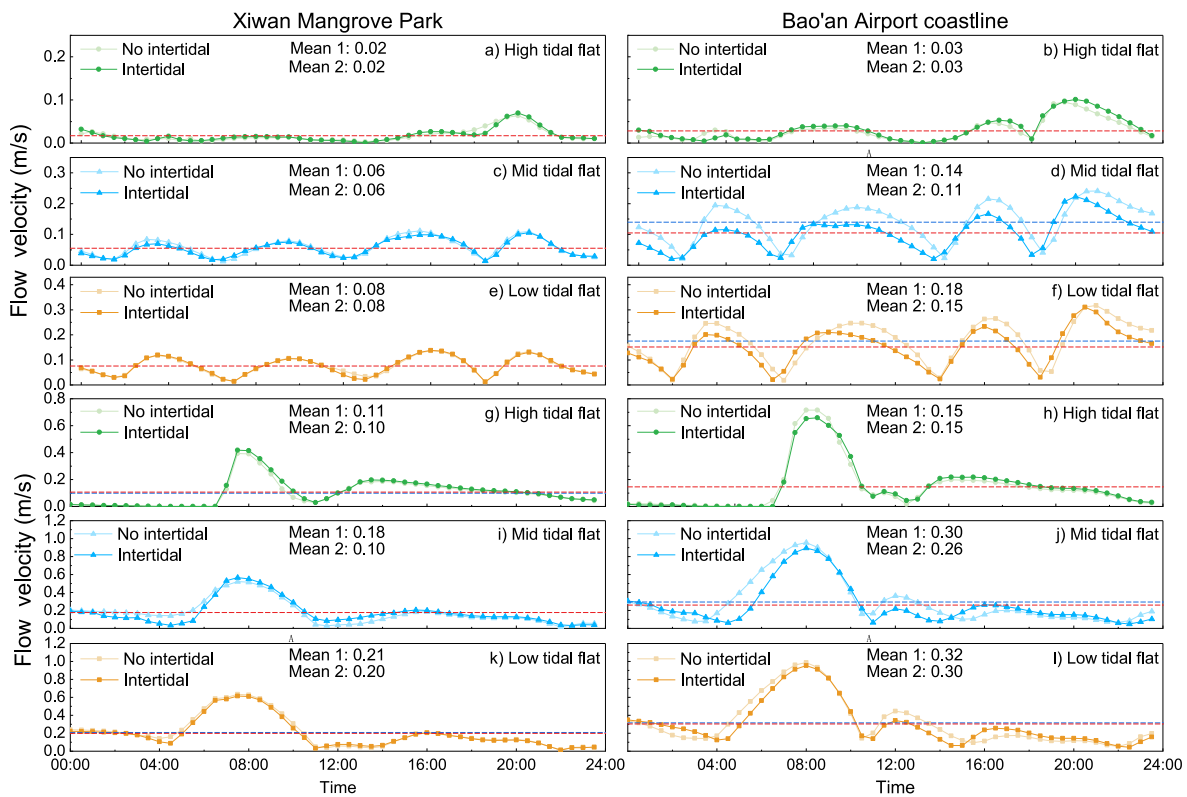 Xiwan Mangrove Park
Bao'an Airport coastline
Flow velocity (m/s)
Flow velocity (m/s)
0.2
0.1
0.0
No intertidal
Intertidal
Mean 1: 0.02
Mean 2: 0.02
a) High tidal flat
No intertidal
Intertidal
Mean 1: 0.03
Mean 2: 0.03
b) High tidal flat
0.3
0.2
0.1
0.0
No intertidal
Intertidal
Mean 1: 0.06
Mean 2: 0.06
c) Mid tidal flat
No intertidal
Intertidal
Mean 1: 0.14
Mean 2: 0.11
d) Mid tidal flat
0.4
0.3
0.2
0.1
0.0
No intertidal
Intertidal
Mean 1: 0.08
Mean 2: 0.08
e) Low tidal flat
No intertidal
Intertidal
Mean 1: 0.18
Mean 2: 0.15
f) Low tidal flat
0.8
0.6
0.4
0.2
0.0
No intertidal
Intertidal
Mean 1: 0.11
Mean 2: 0.10
g) High tidal flat
No intertidal
Intertidal
Mean 1: 0.15
Mean 2: 0.15
h) High tidal flat
1.2
1.0
0.8
0.6
0.4
0.2
0.0
No intertidal
Intertidal
Mean 1: 0.18
Mean 2: 0.10
i) Mid tidal flat
No intertidal
Intertidal
Mean 1: 0.30
Mean 2: 0.26
j) Mid tidal flat
1.2
1.0
0.8
0.6
0.4
0.2
0.0
No intertidal
Intertidal
Mean 1: 0.21
Mean 2: 0.20
k) Low tidal flat
No intertidal
Intertidal
Mean 1: 0.32
Mean 2: 0.30
l) Low tidal flat
00:00 04:00 08:00 12:00 16:00 20:00 24:00
04:00 08:00 12:00 16:00 20:00 24:00
Time
Time